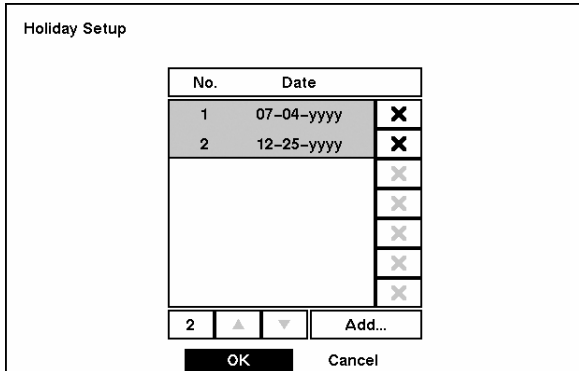 Holiday Setup
No. Date
1 07-04-yyyy
2 12-25-yyyy
2 Add...
OK Cancel